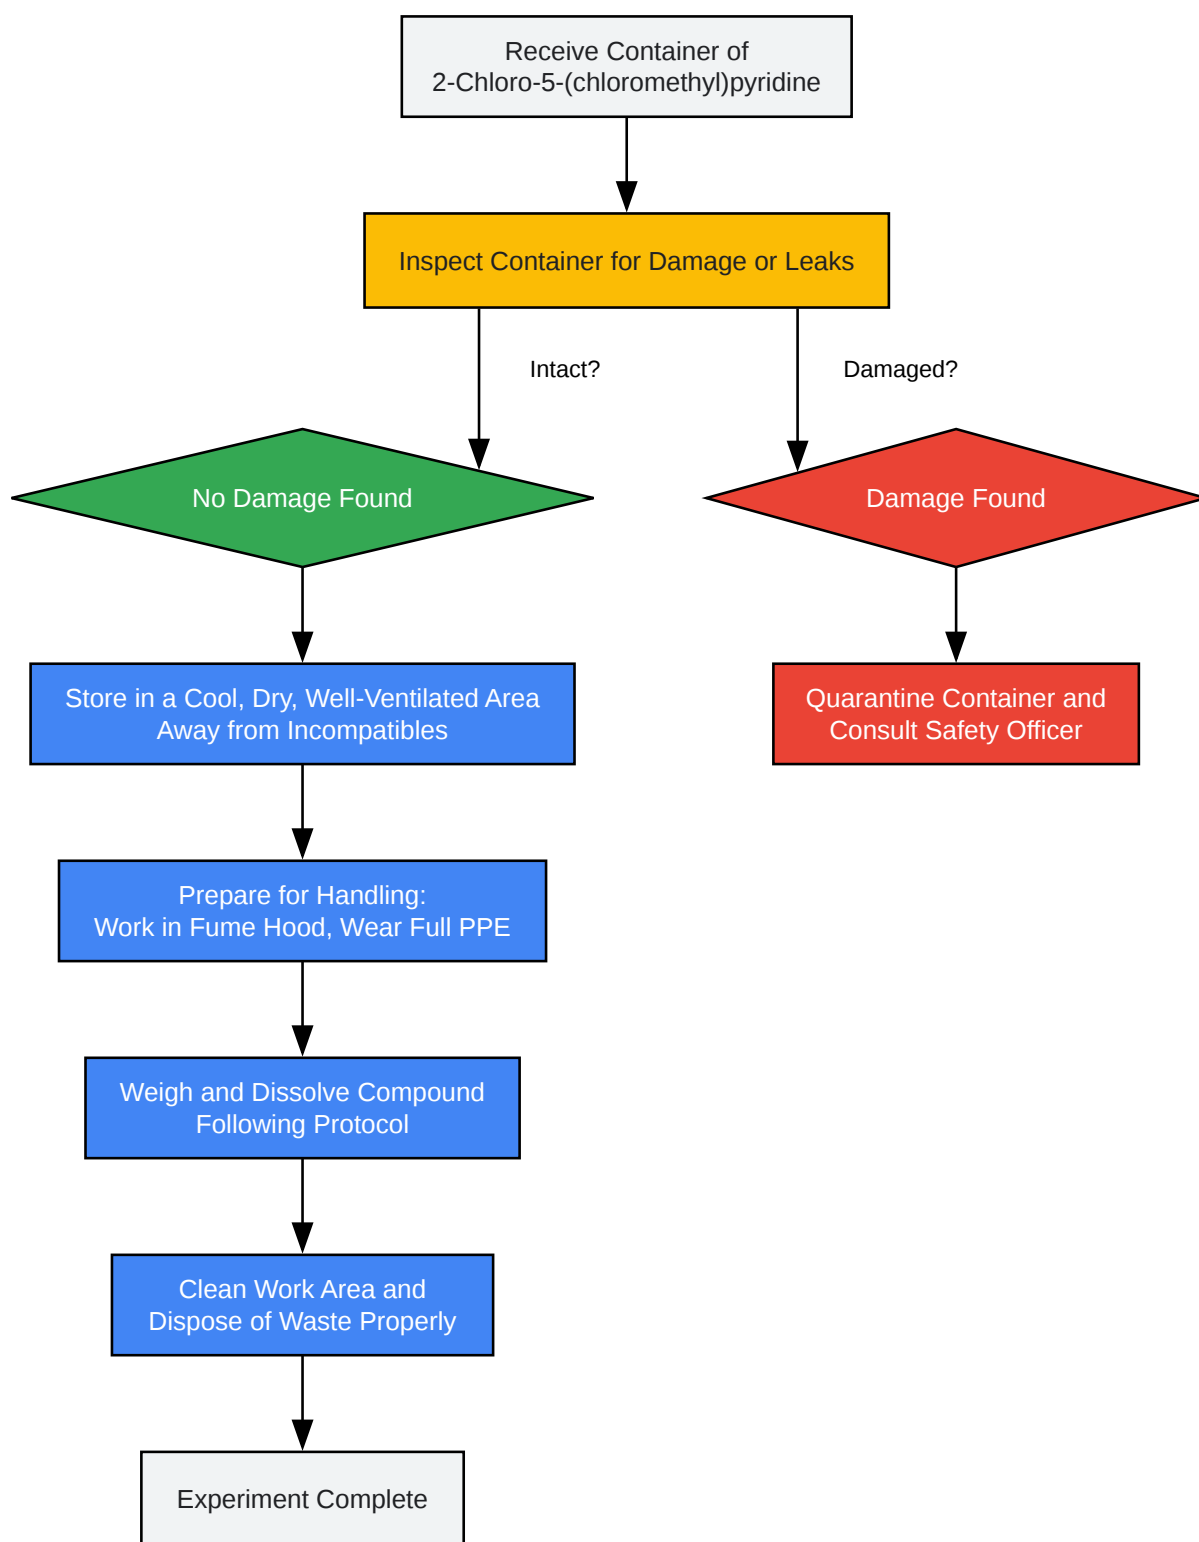 Receive Container of
2-Chloro-5-(chloromethyl)pyridine
Inspect Container for Damage or Leaks
Intact?
Damaged?
No Damage Found
Damage Found
Store in a Cool, Dry, Well-Ventilated Area
Away from Incompatibles
Quarantine Container and
Consult Safety Officer
Prepare for Handling:
Work in Fume Hood, Wear Full PPE
Weigh and Dissolve Compound
Following Protocol
Clean Work Area and
Dispose of Waste Properly
Experiment Complete